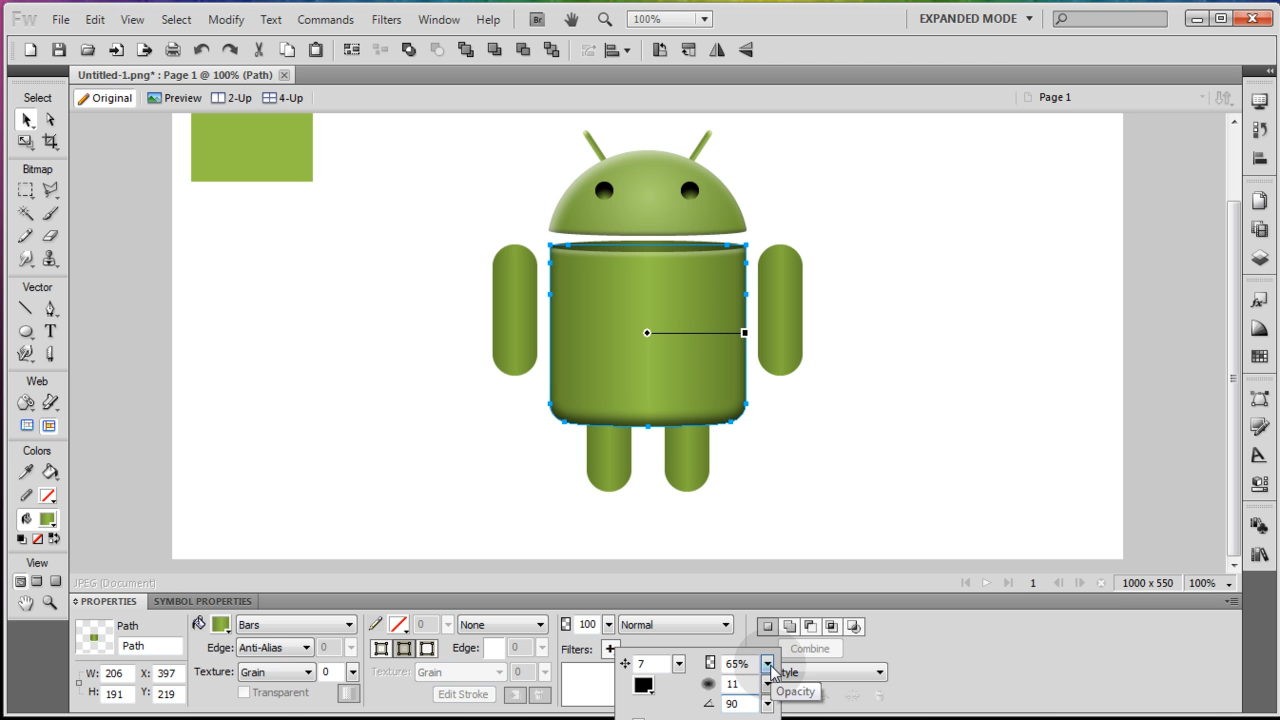 Fw File Edit View Select Modify Text Commands Filters Window Help Br 100% EXPANDED MODE
Untitled-1.png* : Page 1 @ 100% (Path)
Original Preview 2-Up 4-Up Page 1
Select
Bitmap
Vector
T
Web
Colors
View
JPEG (Document) 1 1000 x 550 100%
PROPERTIES SYMBOL PROPERTIES
Path
Path
W: 206 X: 397
H: 191 Y: 219
Bars
Edge: Anti-Alias 0
Texture: Grain 0
Transparent
0 None
Edge: 0
Texture: Grain 0
Edit Stroke
100 Normal
Filters:
Combine
7 65%
11
90
Opacity